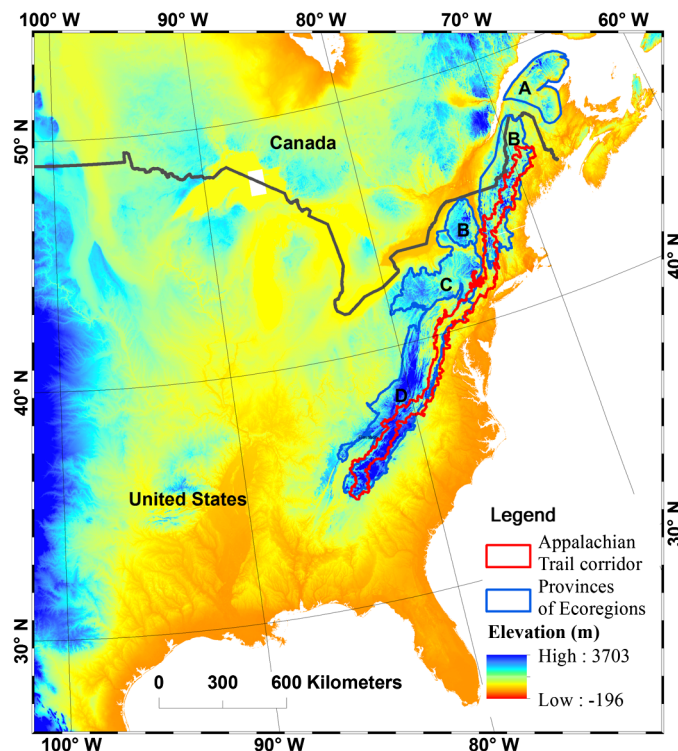 100° W 90° W 80° W 70° W 60° W
A
B
50° N
Canada
B
40° N
C
40° N
D
United States
Legend
Appalachian
Trail corridor
30° N
Provinces
of Ecoregions
Elevation (m)
30° N
High : 3703
0 300 600 Kilometers
Low : -196
100° W 90° W 80° W